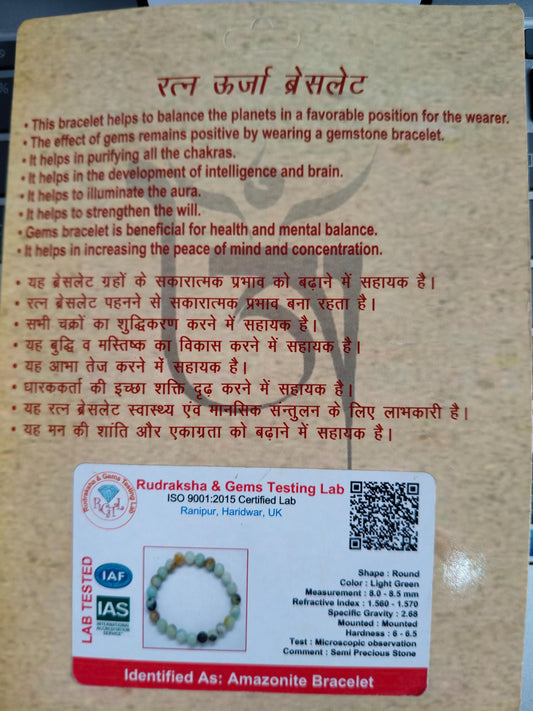 रत्न ऊर्जा ब्रेसलेट
• This bracelet helps to balance the planets in a favorable position for the wearer.
• The effect of gems remains positive by wearing a gemstone bracelet.
• It helps in purifying all the chakras.
• It helps in the development of intelligence and brain.
• It helps to illuminate the aura.
• It helps to strengthen the will.
• Gems bracelet is beneficial for health and mental balance.
• It helps in increasing the peace of mind and concentration.
• यह ब्रेसलेट ग्रहों के सकारात्मक प्रभाव को बढ़ाने में सहायक है।
• रत्न ब्रेसलेट पहनने से सकारात्मक प्रभाव बना रहता है।
• सभी चक्रों का शुद्धिकरण करने में सहायक है।
• यह बुद्धि व मस्तिष्क का विकास करने में सहायक है।
• यह आभा तेज करने में सहायक है।
• धारककर्ता की इच्छा शक्ति दृढ़ करने में सहायक है।
• यह रत्न ब्रेसलेट स्वास्थ्य एवं मानसिक सन्तुलन के लिए लाभकारी है।
• यह मन की शांति और एकाग्रता को बढ़ाने में सहायक है।
Rudraksha & Gems Testing Lab
RGTL
Rudraksha & Gems Testing Lab
ISO 9001:2015 Certified Lab
Ranipur, Haridwar, UK
LAB TESTED
IAF
IAS
INTERNATIONAL
ACCREDITATION
SERVICE
Shape : Round
Color : Light Green
Measurement : 8.0 - 8.5 mm
Refractive Index : 1.560 - 1.570
Specific Gravity : 2.68
Mounted : Mounted
Hardness : 6 - 6.5
Test : Microscopic observation
Comment : Semi Precious Stone
Identified As: Amazonite Bracelet